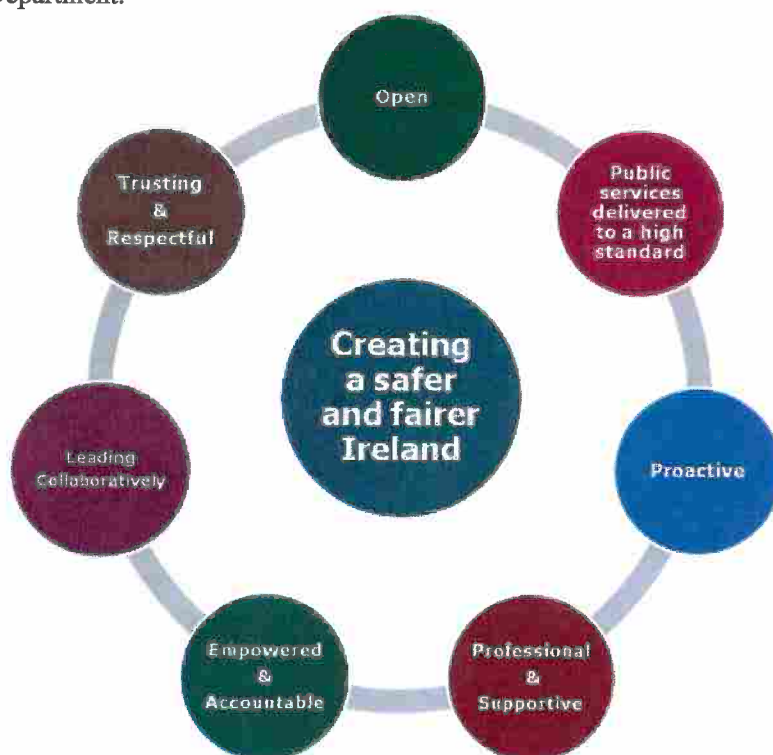 Department.
Open
Public
services
delivered
to a high
standard
Proactive
Professional
&
Supportive
Empowered
&
Accountable
Leading
Collaboratively
Trusting
&
Respectful
Creating
a safer
and fairer
Ireland